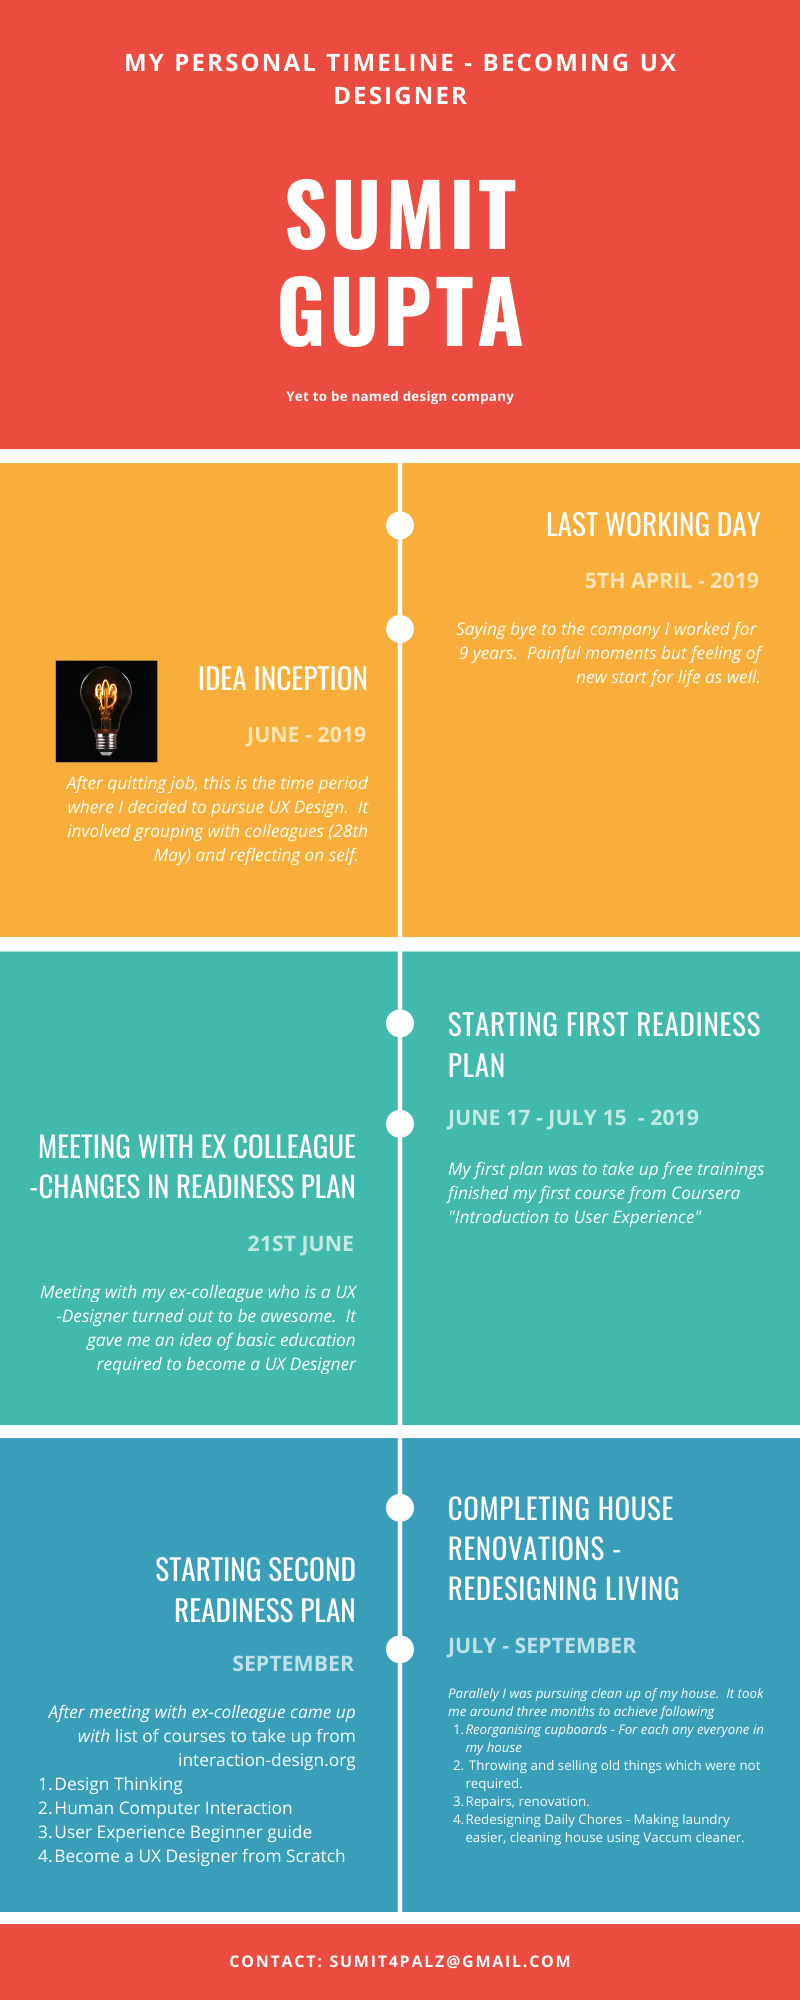 MY PERSONAL TIMELINE - BECOMING UX
DESIGNER
SUMIT
GUPTA
Yet to be named design company
LAST WORKING DAY
5TH APRIL - 2019
Saying bye to the company I worked for
9 years.  Painful moments but feeling of
new start for life as well.
IDEA INCEPTION
JUNE - 2019
After quitting job, this is the time period
where I decided to pursue UX Design.  It
involved grouping with colleagues (28th
May) and reflecting on self.
STARTING FIRST READINESS
PLAN
JUNE 17 - JULY 15  - 2019
My first plan was to take up free trainings
finished my first course from Coursera
"Introduction to User Experience"
MEETING WITH EX COLLEAGUE
-CHANGES IN READINESS PLAN
21ST JUNE
Meeting with my ex-colleague who is a UX
-Designer turned out to be awesome.  It
gave me an idea of basic education
required to become a UX Designer
COMPLETING HOUSE
RENOVATIONS -
REDESIGNING LIVING
JULY - SEPTEMBER
Parallely I was pursuing clean up of my house.  It took
me around three months to achieve following
1. Reorganising cupboards - For each any everyone in
my house
2. Throwing and selling old things which were not
required.
3. Repairs, renovation.
4. Redesigning Daily Chores - Making laundry
easier, cleaning house using Vaccum cleaner.
STARTING SECOND
READINESS PLAN
SEPTEMBER
After meeting with ex-colleague came up
with list of courses to take up from
interaction-design.org
1. Design Thinking
2. Human Computer Interaction
3. User Experience Beginner guide
4. Become a UX Designer from Scratch
CONTACT: SUMIT4PALZ@GMAIL.COM